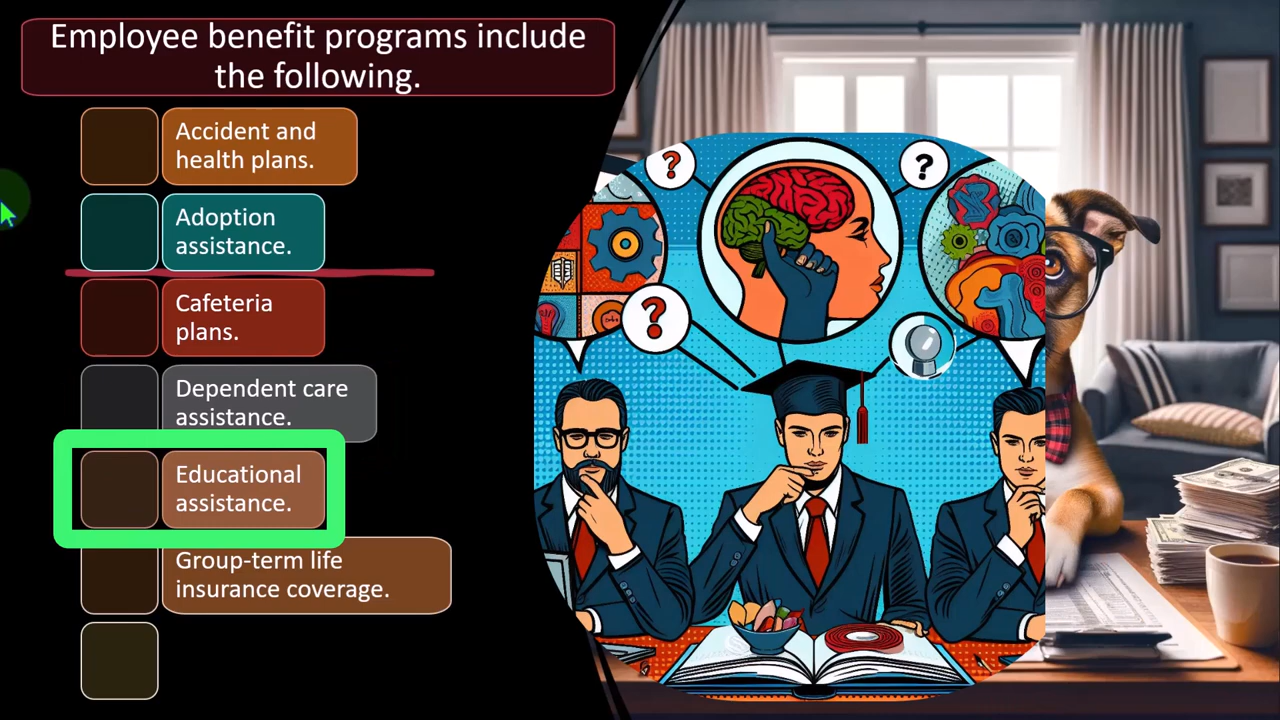 Employee benefit programs include
the following.
Accident and
health plans.
Adoption
assistance.
Cafeteria
plans.
Dependent care
assistance.
Educational
assistance.
Group-term life
insurance coverage.
?
?
?